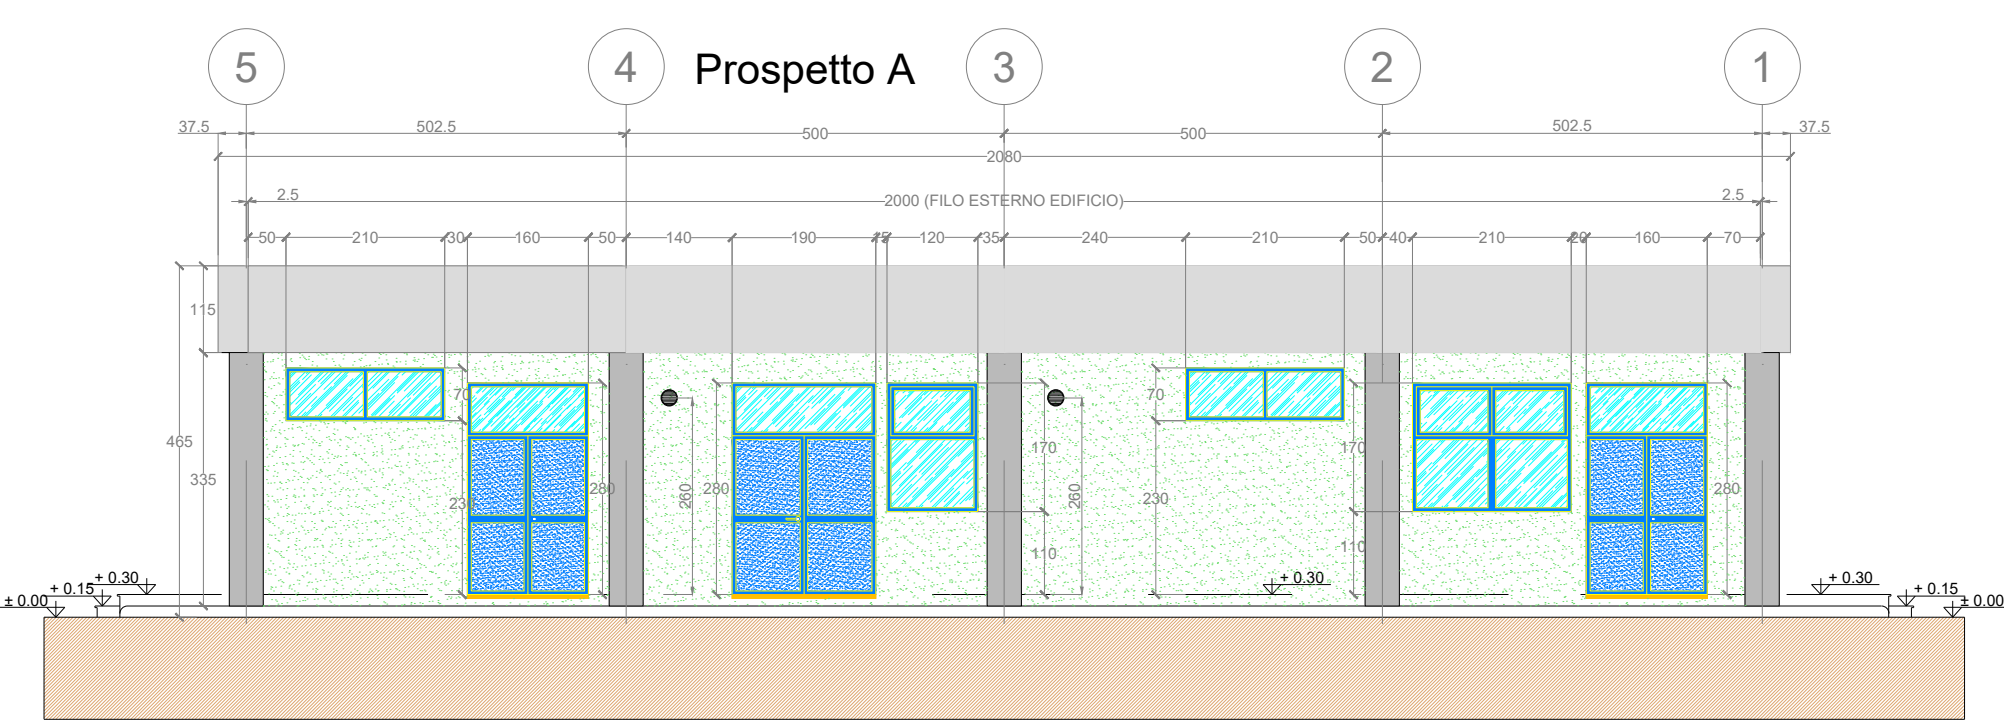 5 4 Prospetto A 3 2 1
37.5 502.5 500 500 502.5 37.5
2080
2.5 2000 (FILO ESTERNO EDIFICIO) 2.5
50 210 30 160 50 140 190 15 120 35 240 210 50 40 210 20 160 70
115
70 70
465 170 170
335 230 280 260 280 260 230 280
110 110
+ 0.30 + 0.30 + 0.30
± 0.00 + 0.15 + 0.15 ± 0.00